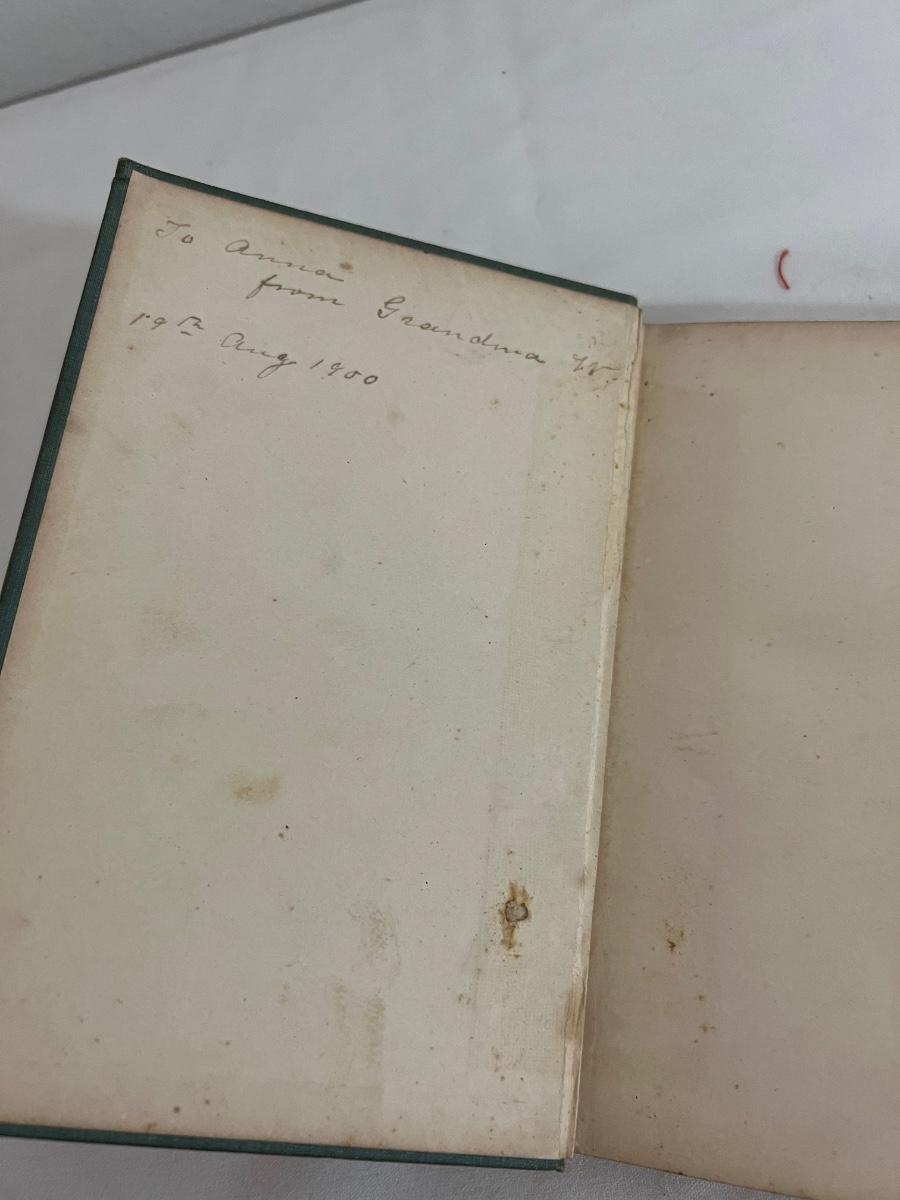 To Anna
from Grandma W
19th Aug 1900